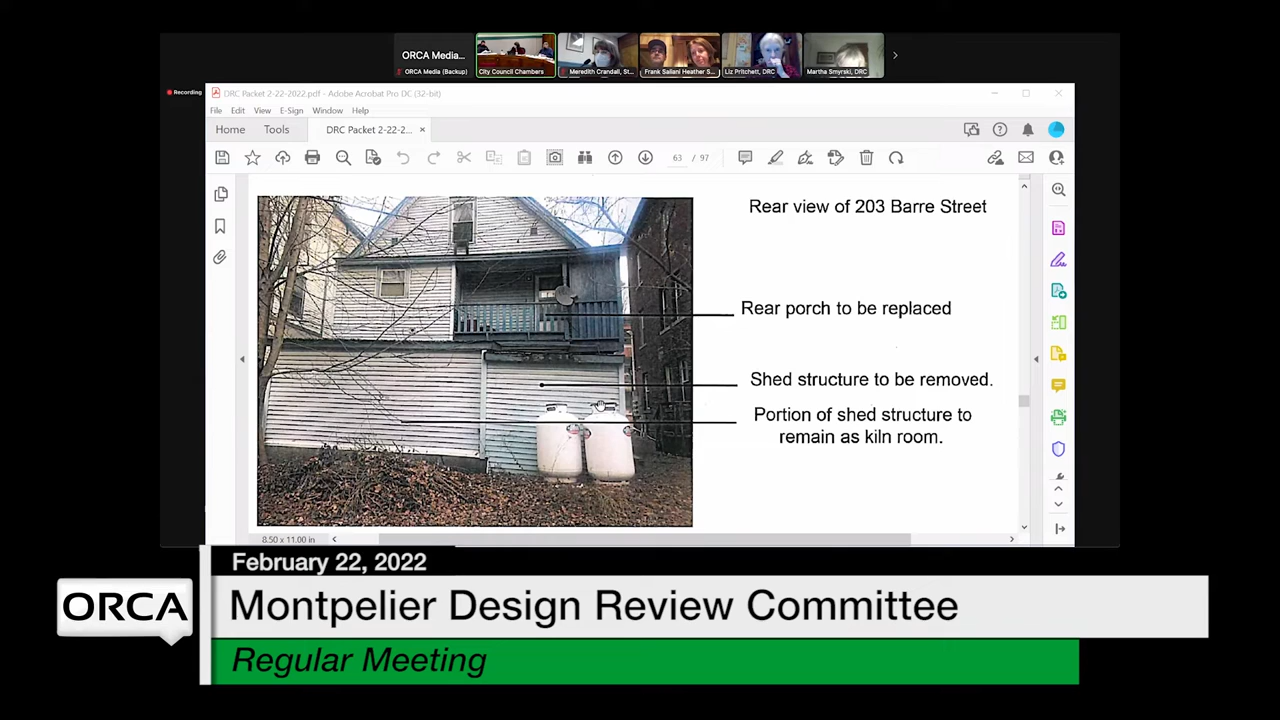 ORCA Media...
ORCA Media (Backup)
City Council Chambers
Meredith Crandall, St...
Frank Sailani Heather S...
Liz Pritchett, DRC
Martha Smyrski, DRC
Recording
DRC Packet 2-22-2022.pdf - Adobe Acrobat Pro DC (32-bit)
File Edit View E-Sign Window Help
Home Tools DRC Packet 2-22-2... ×
63 / 97
Rear view of 203 Barre Street
Rear porch to be replaced
Shed structure to be removed.
Portion of shed structure to
remain as kiln room.
8.50 x 11.00 in
February 22, 2022
ORCA
Montpelier Design Review Committee
Regular Meeting